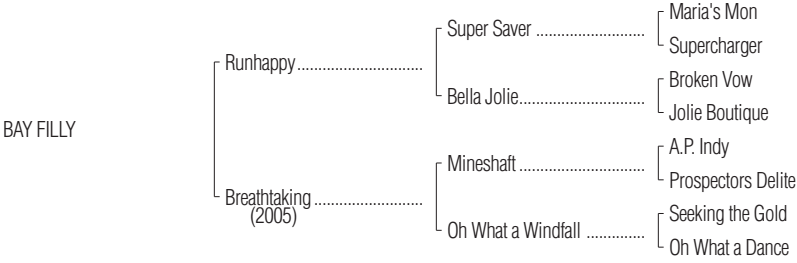 Maria's Mon
Super Saver ..........................
Supercharger
Runhappy..............................
Broken Vow
Bella Jolie..............................
Jolie Boutique
BAY FILLY
A.P. Indy
Mineshaft ..............................
Prospectors Delite
Breathtaking ..........................
(2005)
Seeking the Gold
Oh What a Windfall ..............
Oh What a Dance